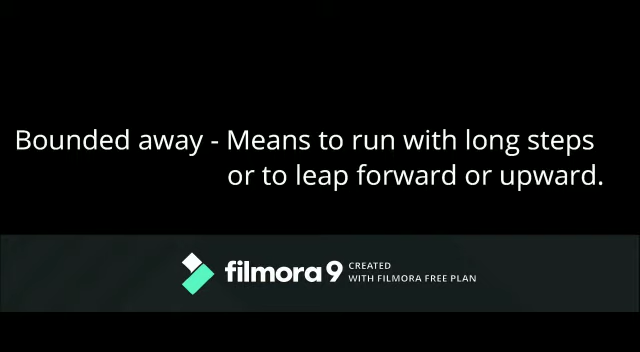 Bounded away - Means to run with long steps
or to leap forward or upward.
filmora9 CREATED
WITH FILMORA FREE PLAN